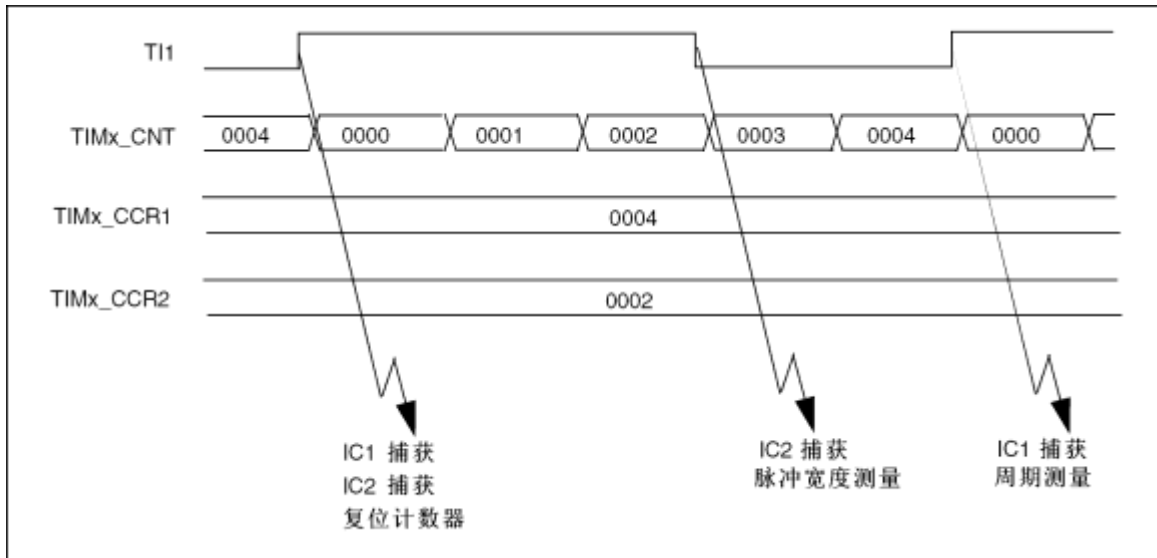 TI1
TIMx_CNT 0004 0000 0001 0002 0003 0004 0000
TIMx_CCR1 0004
TIMx_CCR2 0002
IC1 捕获
IC2 捕获
复位计数器
IC2 捕获
脉冲宽度测量
IC1 捕获
周期测量